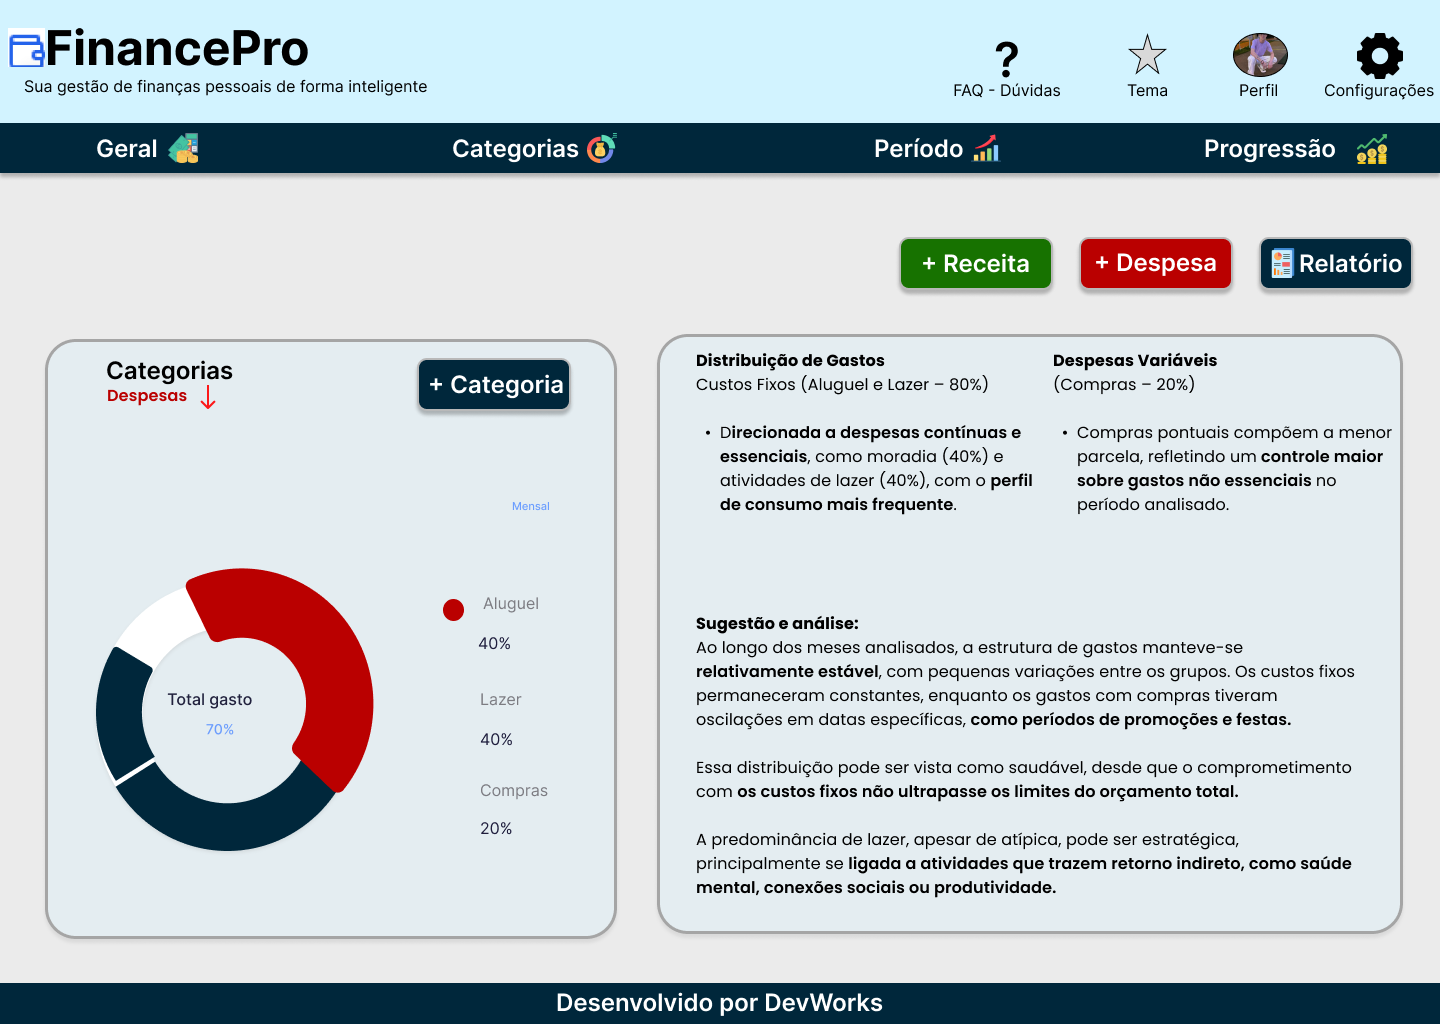 FinancePro
Sua gestão de finanças pessoais de forma inteligente
?
FAQ - Dúvidas
Tema
Perfil
Configurações
Geral
Categorias
Período
Progressão
+ Receita
+ Despesa
Relatório
Categorias
Despesas
+ Categoria
Mensal
Total gasto
70%
Aluguel
40%
Lazer
40%
Compras
20%
Distribuição de Gastos
Custos Fixos (Aluguel e Lazer – 80%)
• Direcionada a despesas contínuas e
essenciais, como moradia (40%) e
atividades de lazer (40%), com o perfil
de consumo mais frequente.
Despesas Variáveis
(Compras – 20%)
• Compras pontuais compõem a menor
parcela, refletindo um controle maior
sobre gastos não essenciais no
período analisado.
Sugestão e análise:
Ao longo dos meses analisados, a estrutura de gastos manteve-se
relativamente estável, com pequenas variações entre os grupos. Os custos fixos
permaneceram constantes, enquanto os gastos com compras tiveram
oscilações em datas específicas, como períodos de promoções e festas.
Essa distribuição pode ser vista como saudável, desde que o comprometimento
com os custos fixos não ultrapasse os limites do orçamento total.
A predominância de lazer, apesar de atípica, pode ser estratégica,
principalmente se ligada a atividades que trazem retorno indireto, como saúde
mental, conexões sociais ou produtividade.
Desenvolvido por DevWorks